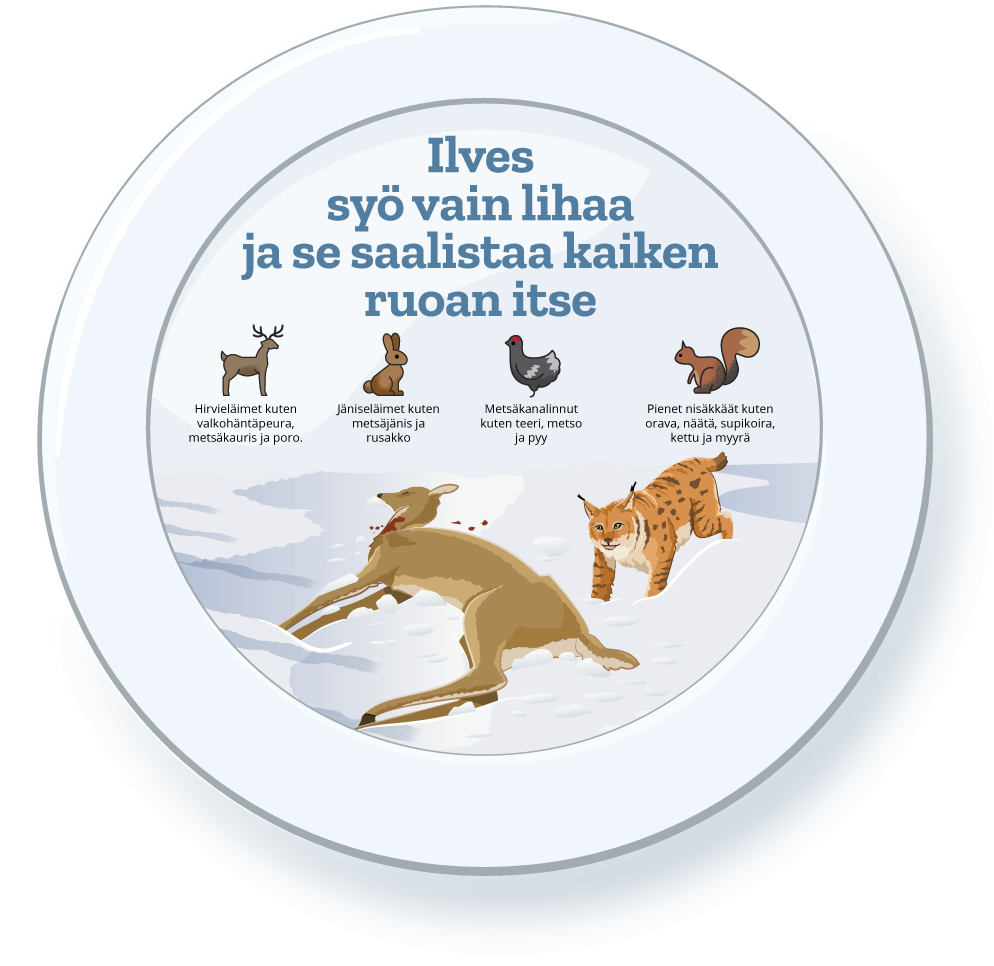 Ilves
syö vain lihaa
ja se saalistaa kaiken
ruoan itse
Hirvieläimet kuten
valkohäntäpeura,
metsäkauris ja poro.
Jäniseläimet kuten
metsäjänis ja
rusakko
Metsäkanalinnut
kuten teeri, metso
ja pyy
Pienet nisäkkäät kuten
orava, näätä, supikoira,
kettu ja myyrä